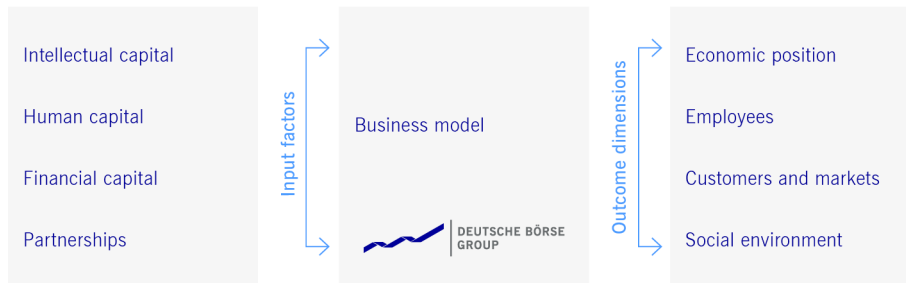 Intellectual capital
Human capital
Financial capital
Partnerships
Input factors
Business model
DEUTSCHE BÖRSE
GROUP
Outcome dimensions
Economic position
Employees
Customers and markets
Social environment